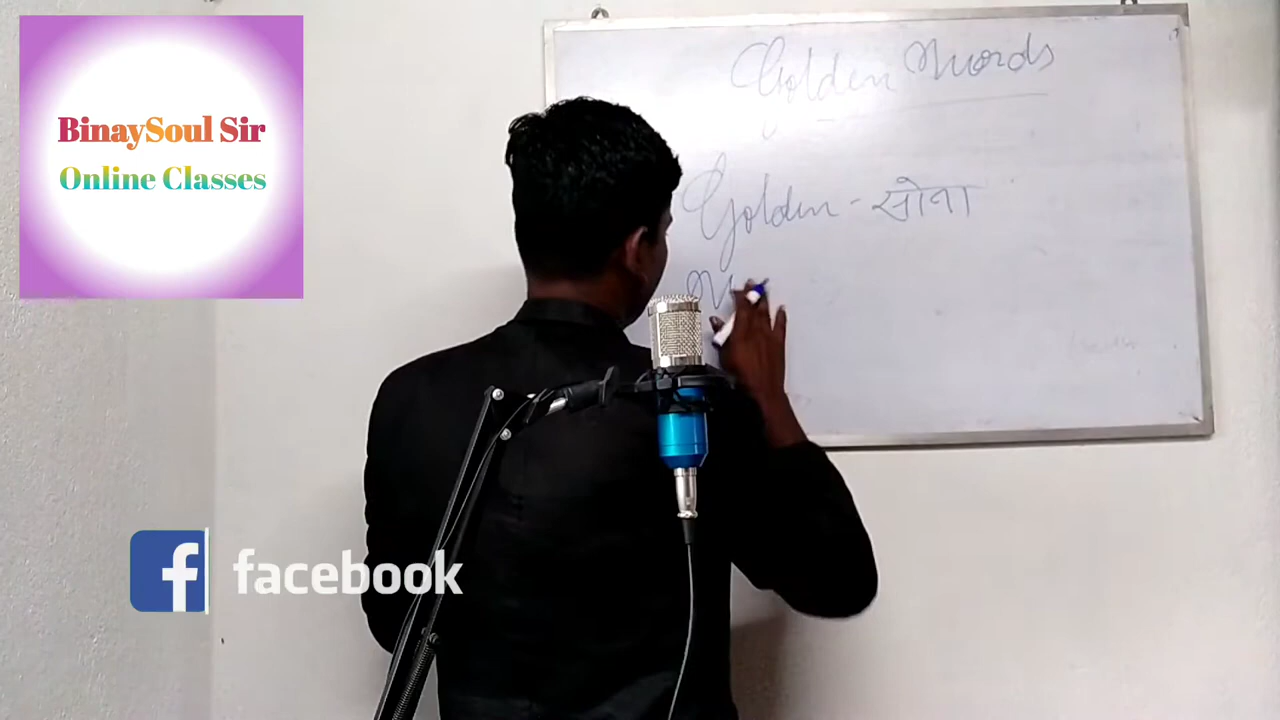 BinaySoul Sir
Online Classes
Golden Words
Golden - सोना
facebook